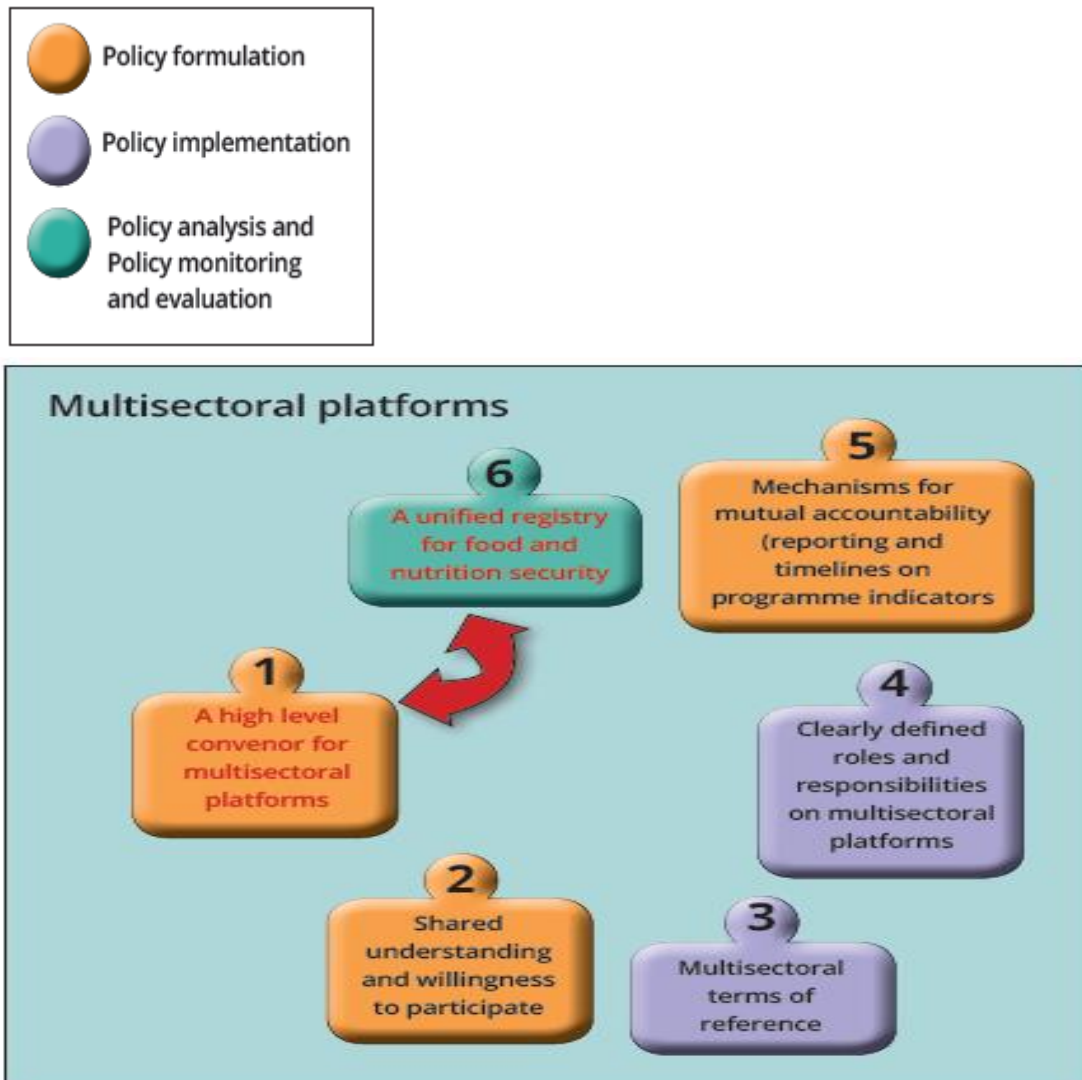 Policy formulation
Policy implementation
Policy analysis and
Policy monitoring
and evaluation
Multisectoral platforms
1
A high level
convenor for
multisectoral
platforms
2
Shared
understanding
and willingness
to participate
3
Multisectoral
terms of
reference
4
Clearly defined
roles and
responsibilities
on multisectoral
platforms
5
Mechanisms for
mutual accountability
(reporting and
timelines on
programme indicators
6
A unified registry
for food and
nutrition security